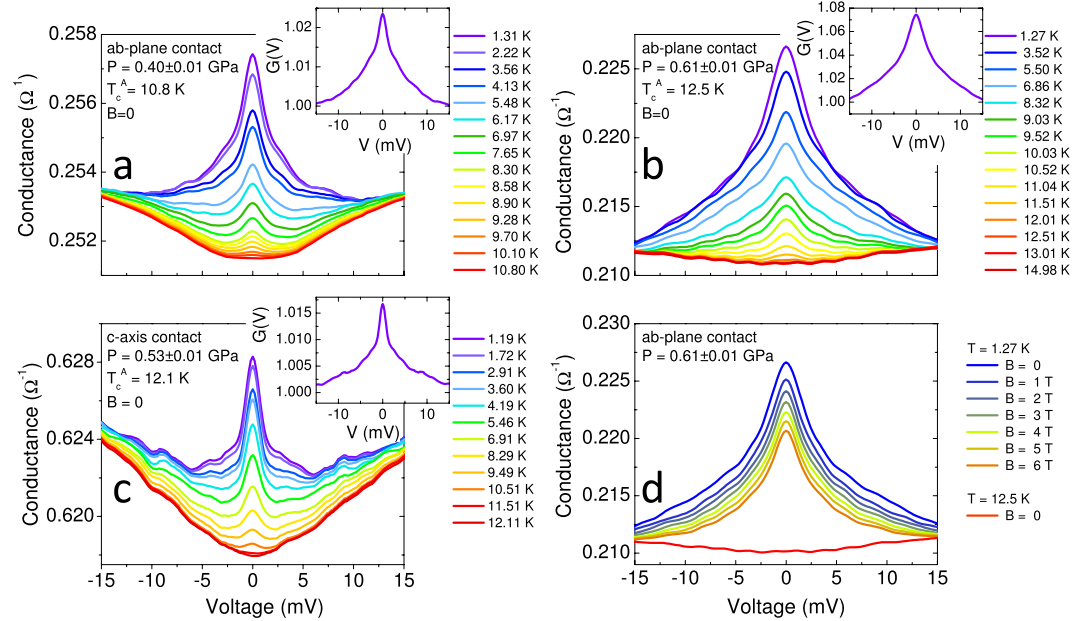 0.258
0.256
0.254
0.252
Conductance (Ω⁻¹)
ab-plane contact
P = 0.40±0.01 GPa
T_c^A = 10.8 K
B=0
a
1.02
1.01
1.00
G(V)
-10 0 10
V (mV)
1.31 K
2.22 K
3.56 K
4.13 K
5.48 K
6.17 K
6.97 K
7.65 K
8.30 K
8.58 K
8.90 K
9.28 K
9.70 K
10.10 K
10.80 K
0.225
0.220
0.215
0.210
Conductance (Ω⁻¹)
ab-plane contact
P = 0.61±0.01 GPa
T_c^A = 12.5 K
B=0
b
1.08
1.06
1.04
1.02
1.00
G(V)
-10 0 10
V (mV)
1.27 K
3.52 K
5.50 K
6.86 K
8.32 K
9.03 K
9.52 K
10.03 K
10.52 K
11.04 K
11.51 K
12.01 K
12.51 K
13.01 K
14.98 K
0.628
0.624
0.620
Conductance (Ω⁻¹)
c-axis contact
P = 0.53±0.01 GPa
T_c^A = 12.1 K
B = 0
c
1.015
1.010
1.005
1.000
G(V)
-10 0 10
V (mV)
1.19 K
1.72 K
2.91 K
3.60 K
4.19 K
5.46 K
6.91 K
8.29 K
9.49 K
10.51 K
11.51 K
12.11 K
-15 -10 -5 0 5 10 15
Voltage (mV)
0.230
0.225
0.220
0.215
0.210
Conductance (Ω⁻¹)
ab-plane contact
P = 0.61±0.01 GPa
d
T = 1.27K
B = 0
B = 1 T
B = 2 T
B = 3 T
B = 4 T
B = 5 T
B = 6 T
T = 12.5 K
B = 0
-15 -10 -5 0 5 10 15
Voltage (mV)